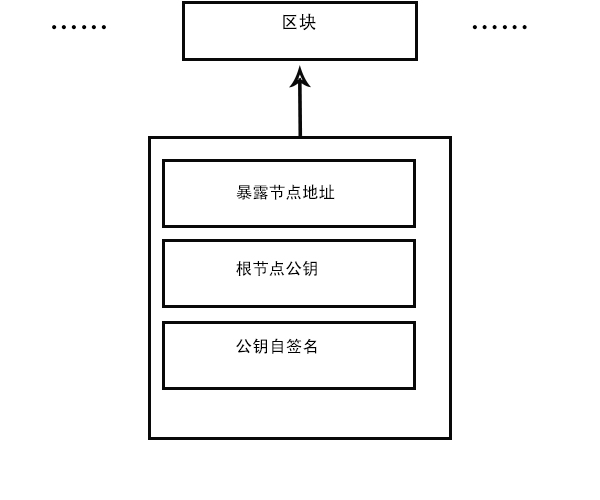 …… 区块 ……
暴露节点地址
根节点公钥
公钥自签名